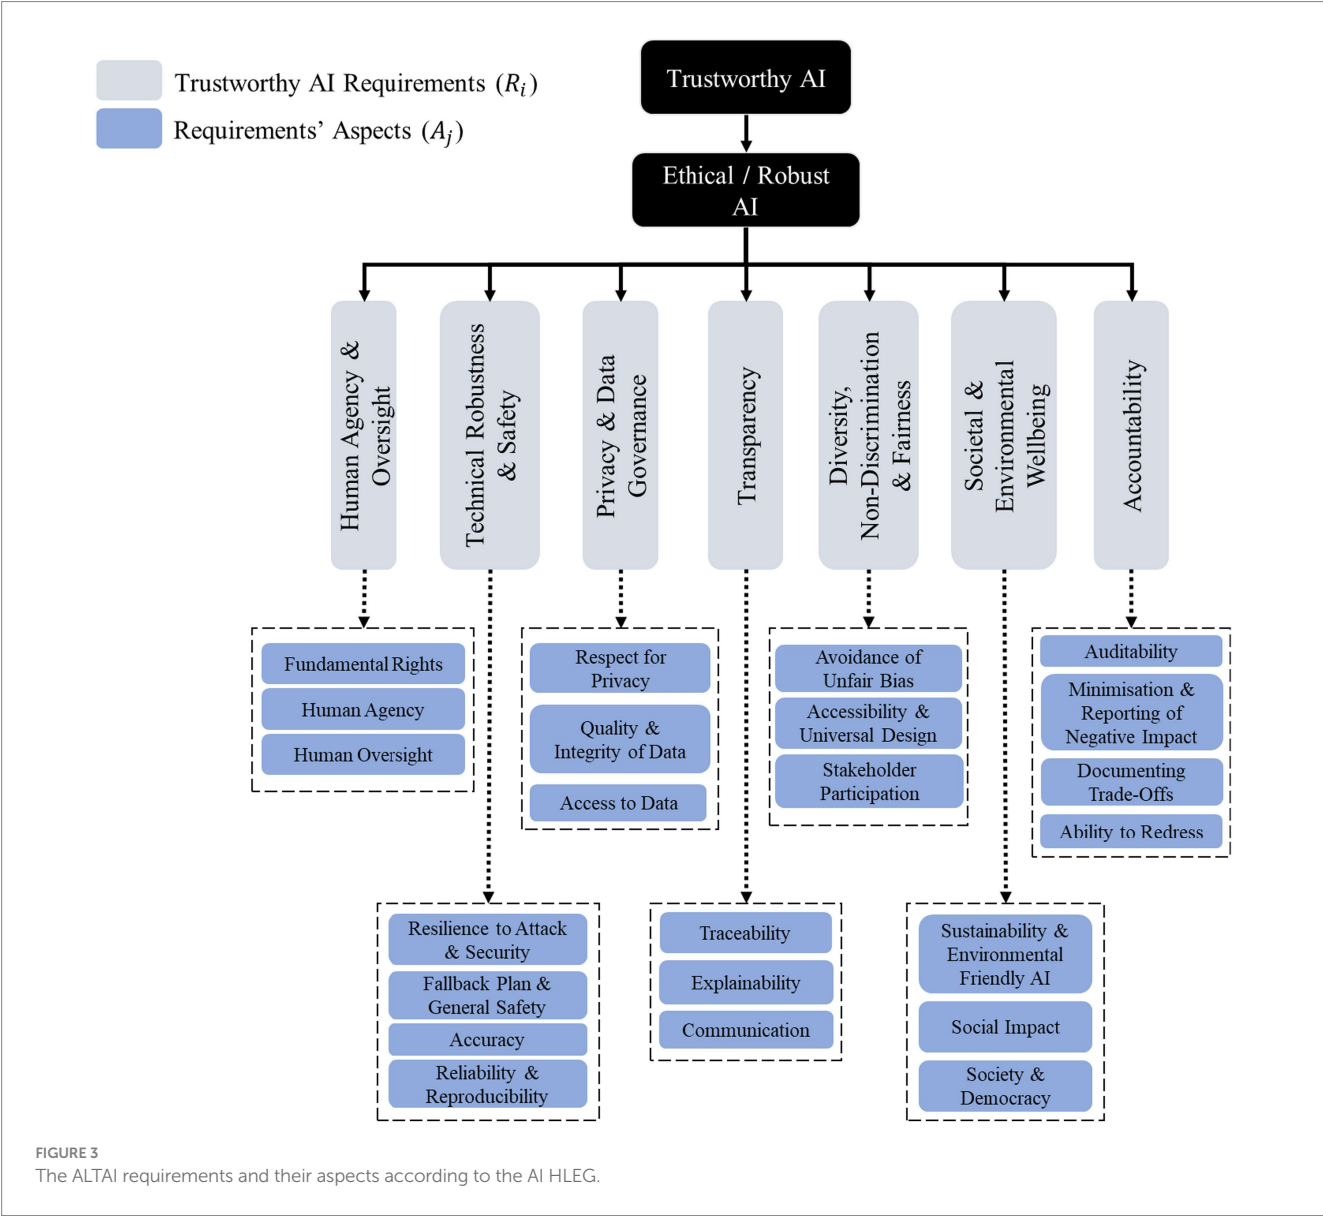 Trustworthy AI Requirements (Rᵢ)
Requirements’ Aspects (Aⱼ)
Trustworthy AI
Ethical / Robust
AI
Human Agency &
Oversight
Technical Robustness
& Safety
Privacy & Data
Governance
Transparency
Diversity,
Non-Discrimination
& Fairness
Societal &
Environmental
Wellbeing
Accountability
Fundamental Rights
Human Agency
Human Oversight
Respect for
Privacy
Quality &
Integrity of Data
Access to Data
Avoidance of
Unfair Bias
Accessibility &
Universal Design
Stakeholder
Participation
Auditability
Minimisation &
Reporting of
Negative Impact
Documenting
Trade-Offs
Ability to Redress
Resilience to Attack
& Security
Fallback Plan &
General Safety
Accuracy
Reliability &
Reproducibility
Traceability
Explainability
Communication
Sustainability &
Environmental
Friendly AI
Social Impact
Society &
Democracy
FIGURE 3
The ALTAI requirements and their aspects according to the AI HLEG.